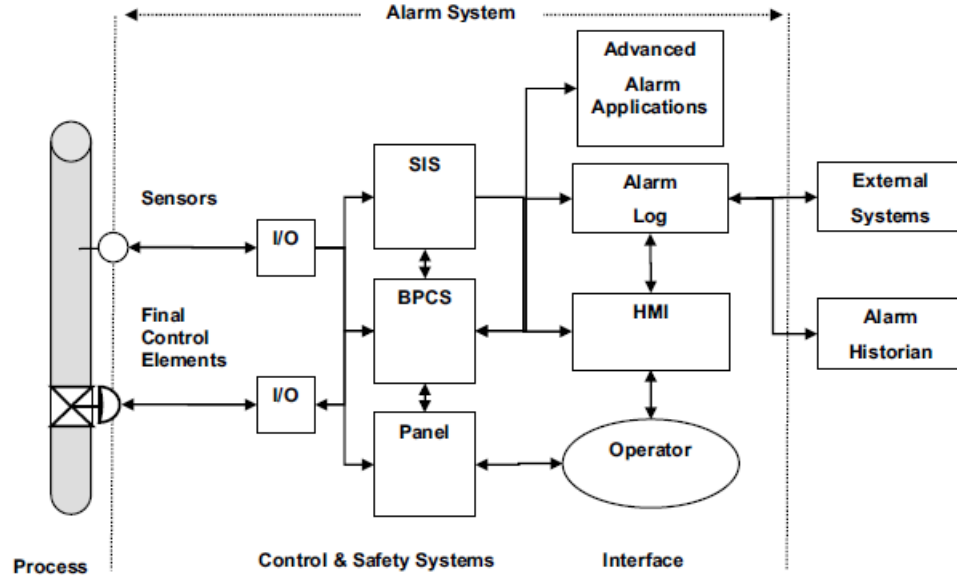 Alarm System
Advanced
Alarm
Applications
SIS
Alarm
Log
External
Systems
Sensors
I/O
BPCS
HMI
Final
Control
Elements
Alarm
Historian
I/O
Panel
Operator
Process
Control & Safety Systems
Interface